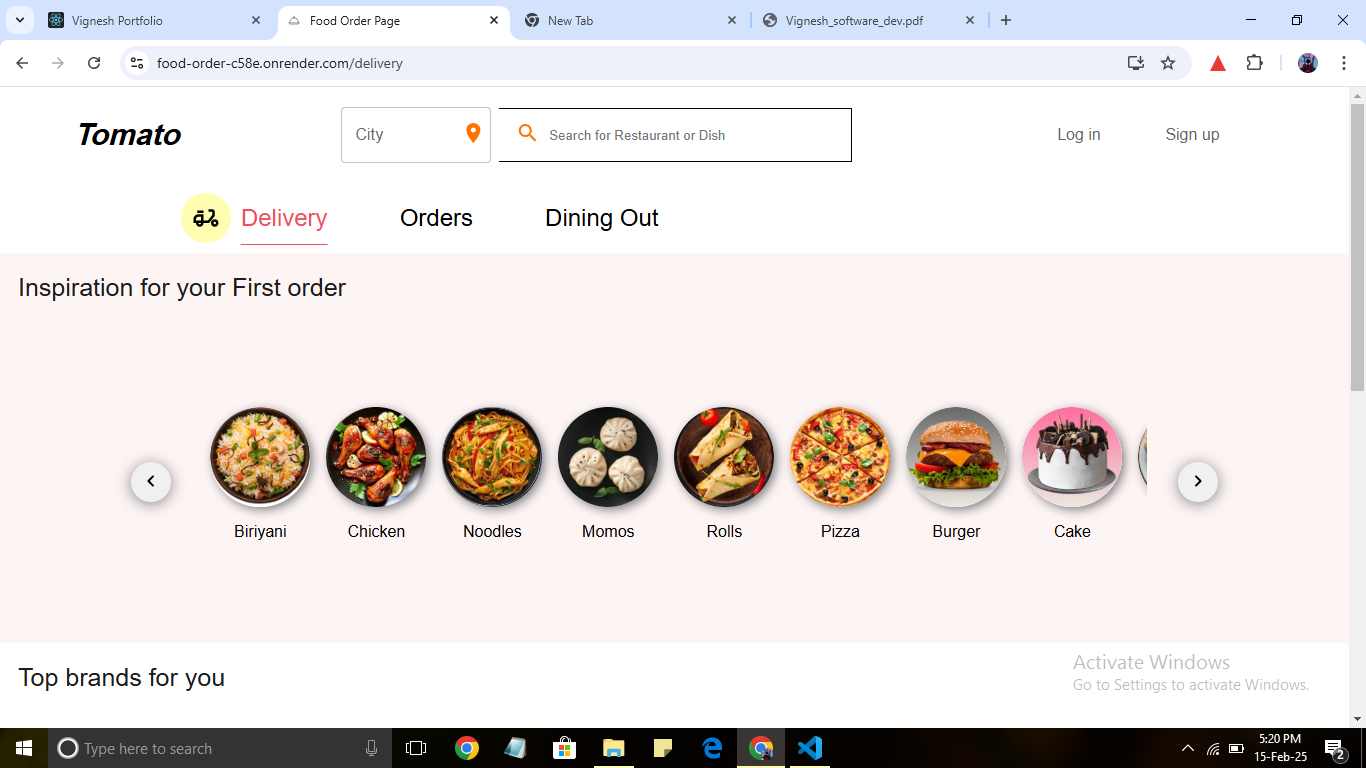 Vignesh Portfolio
Food Order Page
New Tab
Vignesh_software_dev.pdf
food-order-c58e.onrender.com/delivery
Tomato
City
Search for Restaurant or Dish
Log in
Sign up
Delivery
Orders
Dining Out
Inspiration for your First order
Biriyani
Chicken
Noodles
Momos
Rolls
Pizza
Burger
Cake
Top brands for you
Activate Windows
Go to Settings to activate Windows.
Type here to search
5:20 PM
15-Feb-25
2